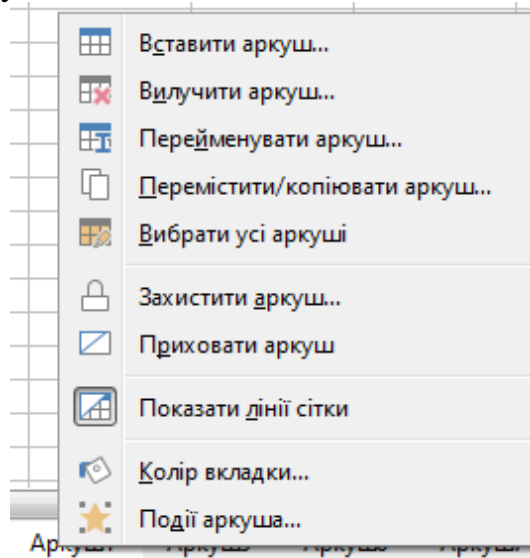 Вставити аркуш...
Вилучити аркуш...
Перейменувати аркуш...
Перемістити/копіювати аркуш...
Вибрати усі аркуші
Захистити аркуш...
Приховати аркуш
Показати лінії сітки
Колір вкладки...
Події аркуша...